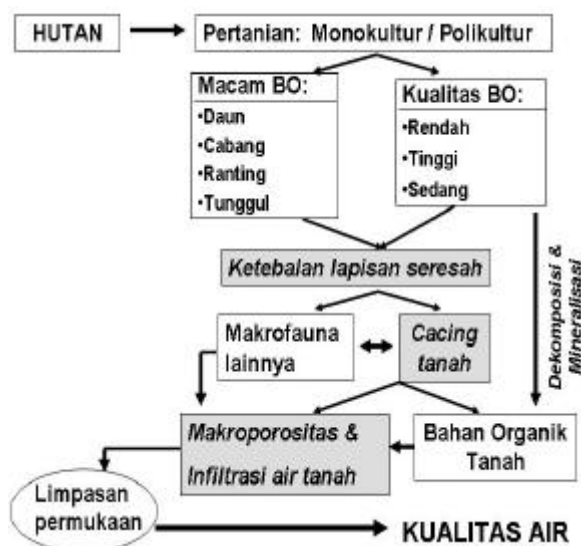 HUTAN
Pertanian: Monokultur / Polikultur
Macam BO:
•Daun
•Cabang
•Ranting
•Tunggul
Kualitas BO:
•Rendah
•Tinggi
•Sedang
Ketebalan lapisan seresah
Dekomposisi &
Mineralisasi
Makrofauna
lainnya
Cacing
tanah
Makroporositas &
Infiltrasi air tanah
Bahan Organik
Tanah
Limpasan
permukaan
KUALITAS AIR